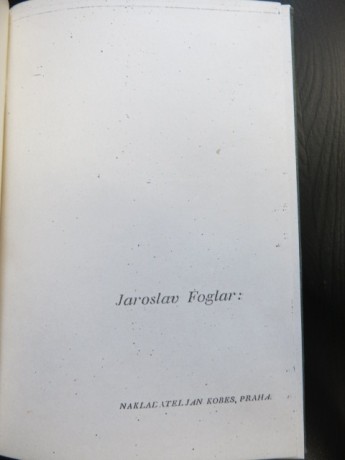 Jaroslav Foglar:
NAKLADATEL JAN KOBES, PRAHA.